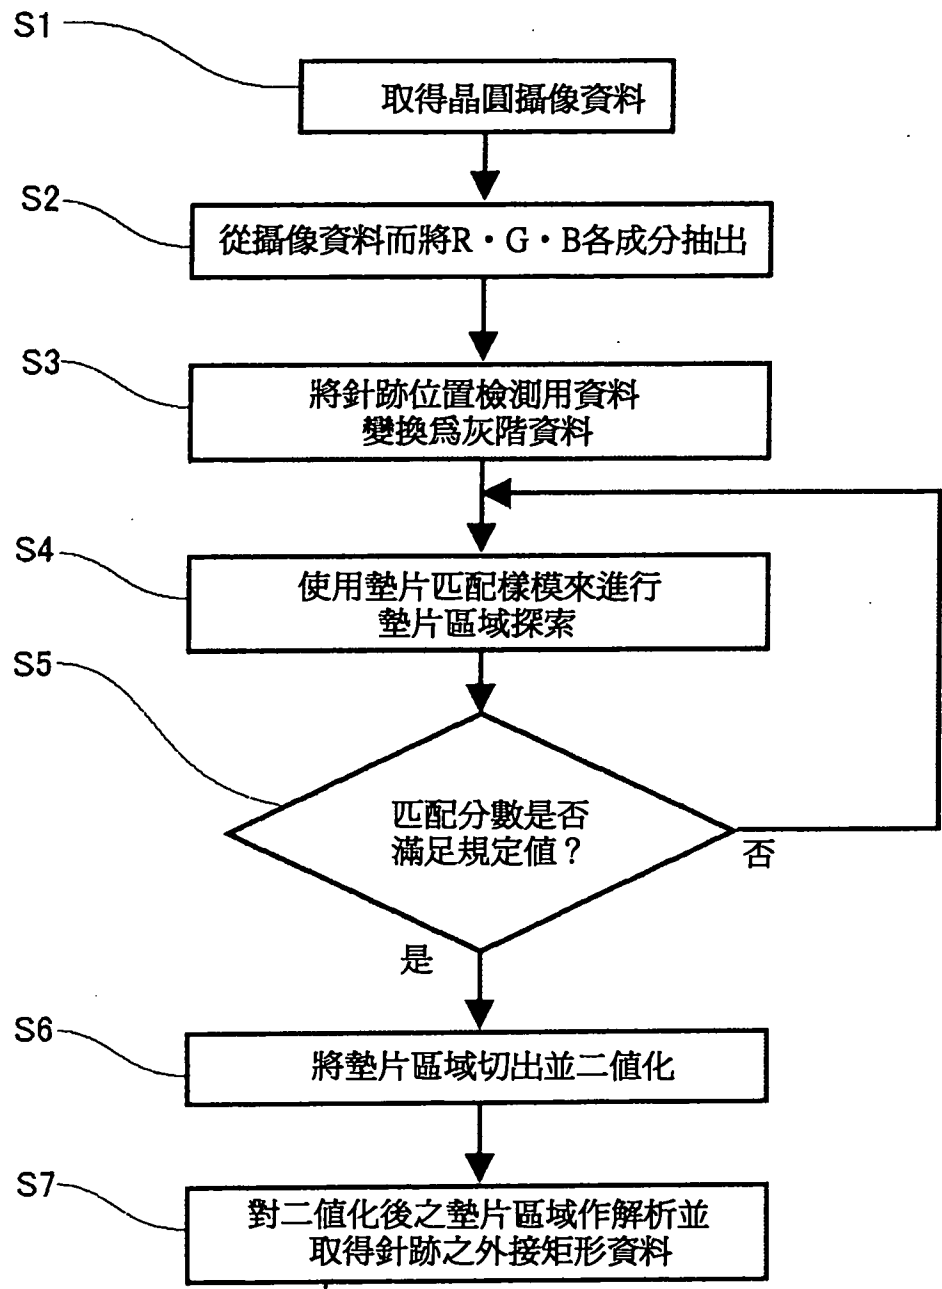 S1
取得晶圓攝像資料
S2
從攝像資料而將R・G・B各成分抽出
S3
將針跡位置檢測用資料
變換爲灰階資料
S4
使用墊片匹配樣模來進行
墊片區域探索
S5
匹配分數是否
滿足規定值？
否
是
S6
將墊片區域切出並二值化
S7
對二值化後之墊片區域作解析並
取得針跡之外接矩形資料